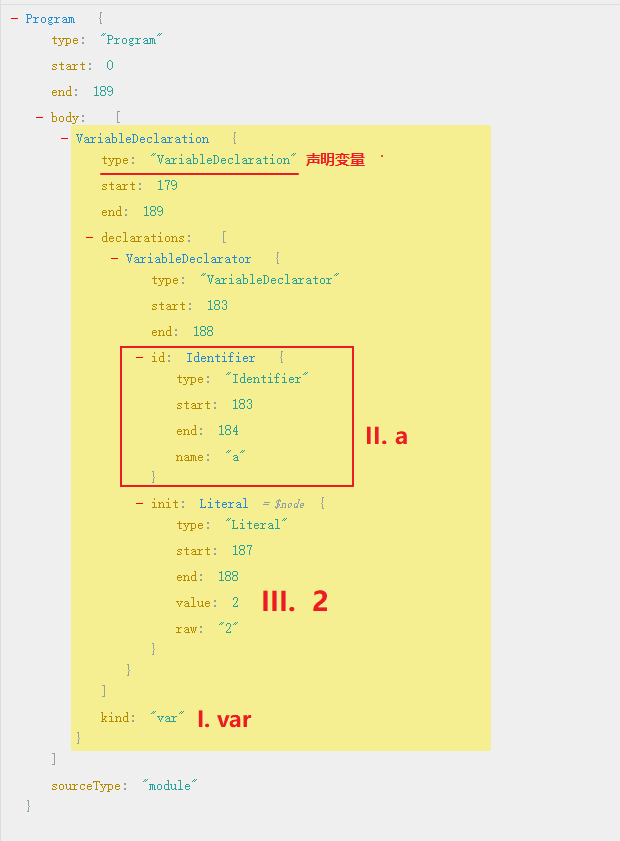 − Program {
type: "Program"
start: 0
end: 189
− body: [
− VariableDeclaration {
type: "VariableDeclaration" 声明变量
start: 179
end: 189
− declarations: [
− VariableDeclarator {
type: "VariableDeclarator"
start: 183
end: 188
− id: Identifier {
type: "Identifier"
start: 183
end: 184
II. a
name: "a"
}
− init: Literal = $node {
type: "Literal"
start: 187
end: 188
value: 2 III. 2
raw: "2"
}
}
]
kind: "var" I. var
}
]
sourceType: "module"
}